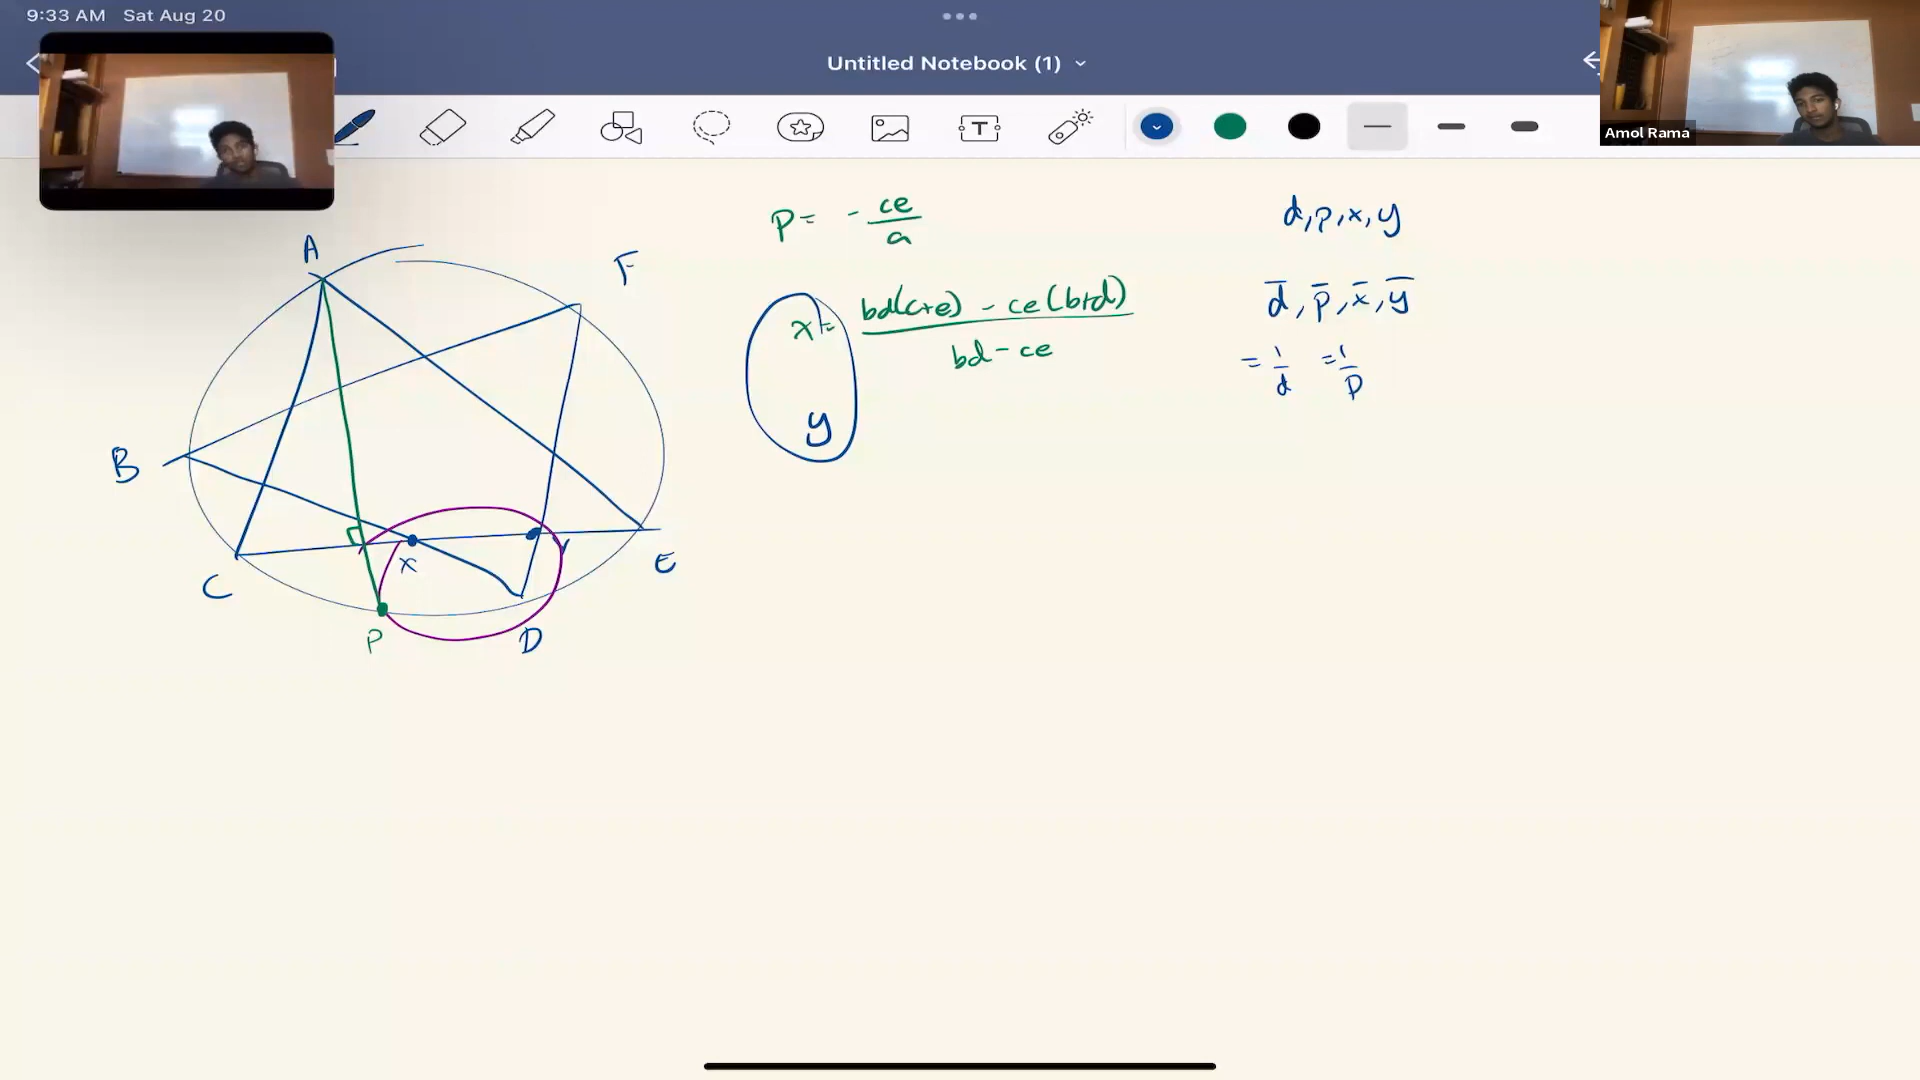 9:33 AM Sat Aug 20
Untitled Notebook (1)
Amol Rama
T
p = - ce/a
d, p, x, y
x = bd(c+e) - ce(b+d) / bd - ce
d̅, p̅, x̅, y̅
= 1/d = 1/p
y
A
F
B
C
X
Y
E
P
D